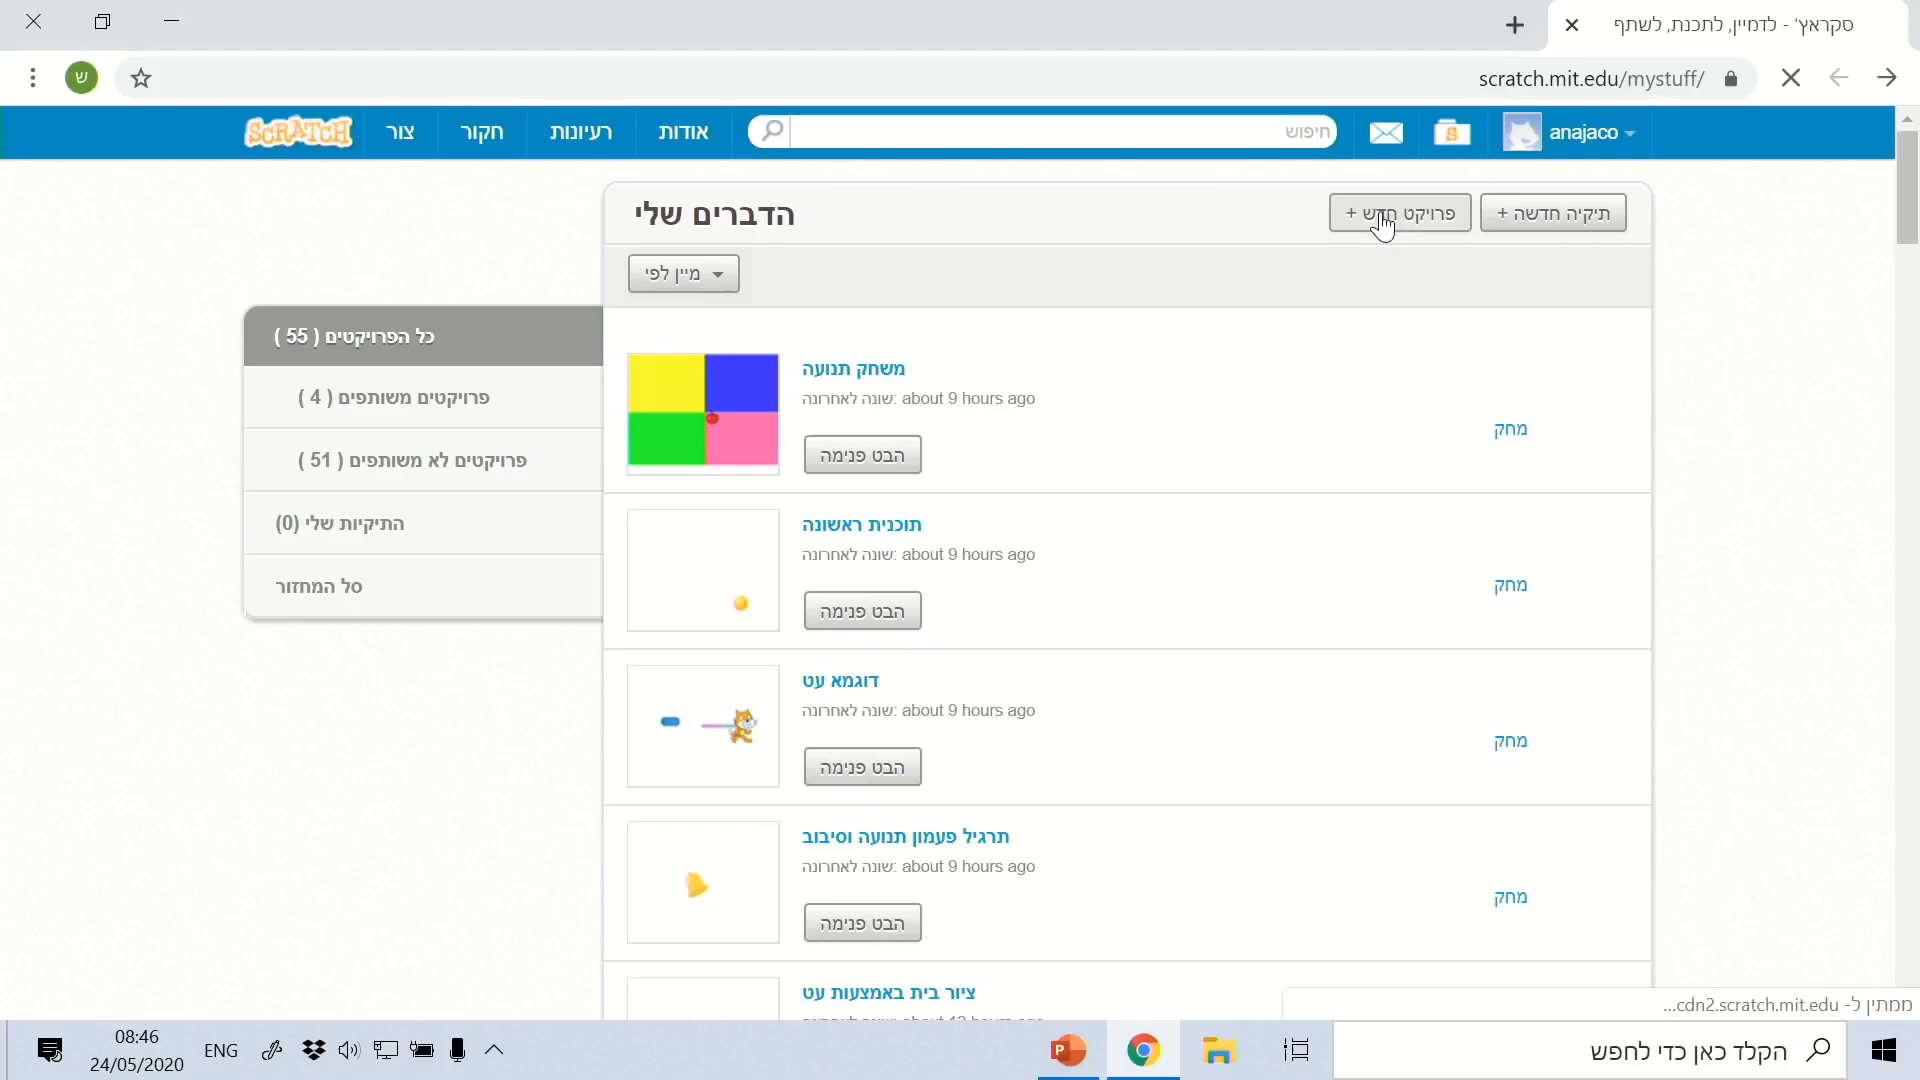 סקראץ' - לדמיין, לתכנת, לשתף
scratch.mit.edu/mystuff/
ש
SCRATCH
צור
חקור
רעיונות
אודות
חיפוש
anajaco
הדברים שלי
+ פרויקט חדש
+ תיקיה חדשה
מיין לפי
כל הפרויקטים ( 55 )
פרויקטים משותפים ( 4 )
פרויקטים לא משותפים ( 51 )
התיקיות שלי (0)
סל המחזור
משחק תנועה
שונה לאחרונה: about 9 hours ago
הבט פנימה
מחק
תוכנית ראשונה
שונה לאחרונה: about 9 hours ago
הבט פנימה
מחק
דוגמא עט
שונה לאחרונה: about 9 hours ago
הבט פנימה
מחק
תרגיל פעמון תנועה וסיבוב
שונה לאחרונה: about 9 hours ago
הבט פנימה
מחק
ציור בית באמצעות עט
ממתין ל- cdn2.scratch.mit.edu...
08:46
24/05/2020
ENG
הקלד כאן כדי לחפש